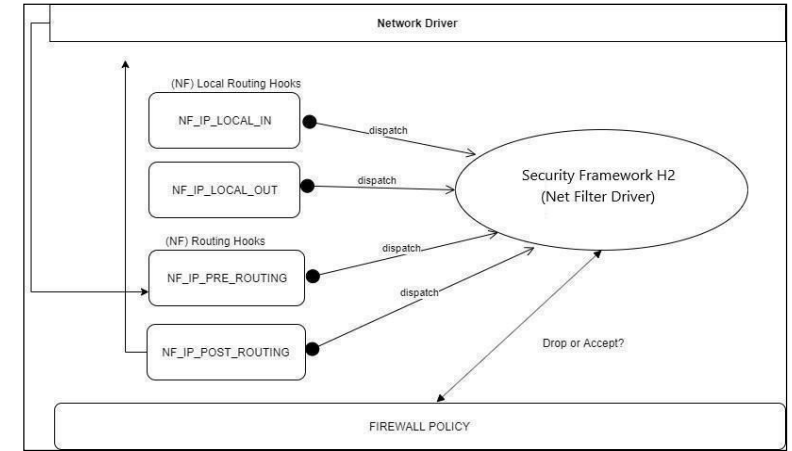 Network Driver
(NF) Local Routing Hooks
NF_IP_LOCAL_IN
dispatch
NF_IP_LOCAL_OUT
dispatch
Security Framework H2
(Net Filter Driver)
(NF) Routing Hooks
NF_IP_PRE_ROUTING
dispatch
NF_IP_POST_ROUTING
dispatch
Drop or Accept?
FIREWALL POLICY